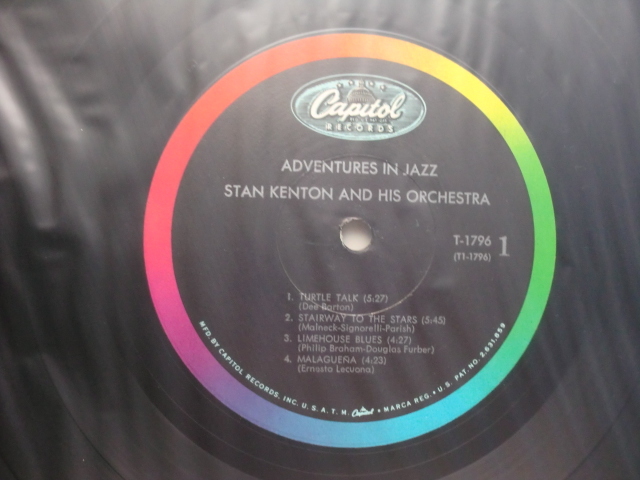 Capitol
RECORDS
ADVENTURES IN JAZZ
STAN KENTON AND HIS ORCHESTRA
T-1796 1
(T1-1796)
1. TURTLE TALK (5:27)
(Dee Barton)
2. STAIRWAY TO THE STARS (5:45)
(Malneck-Signorelli-Parish)
3. LIMEHOUSE BLUES (4:27)
(Philip Braham-Douglas Furber)
4. MALAGUEÑA (4:23)
(Ernesto Lecuona)
MFD. BY CAPITOL RECORDS, INC. U.S.A. T.M. Capitol • MARCA REG. • U.S. PAT. NO. 2,631,859